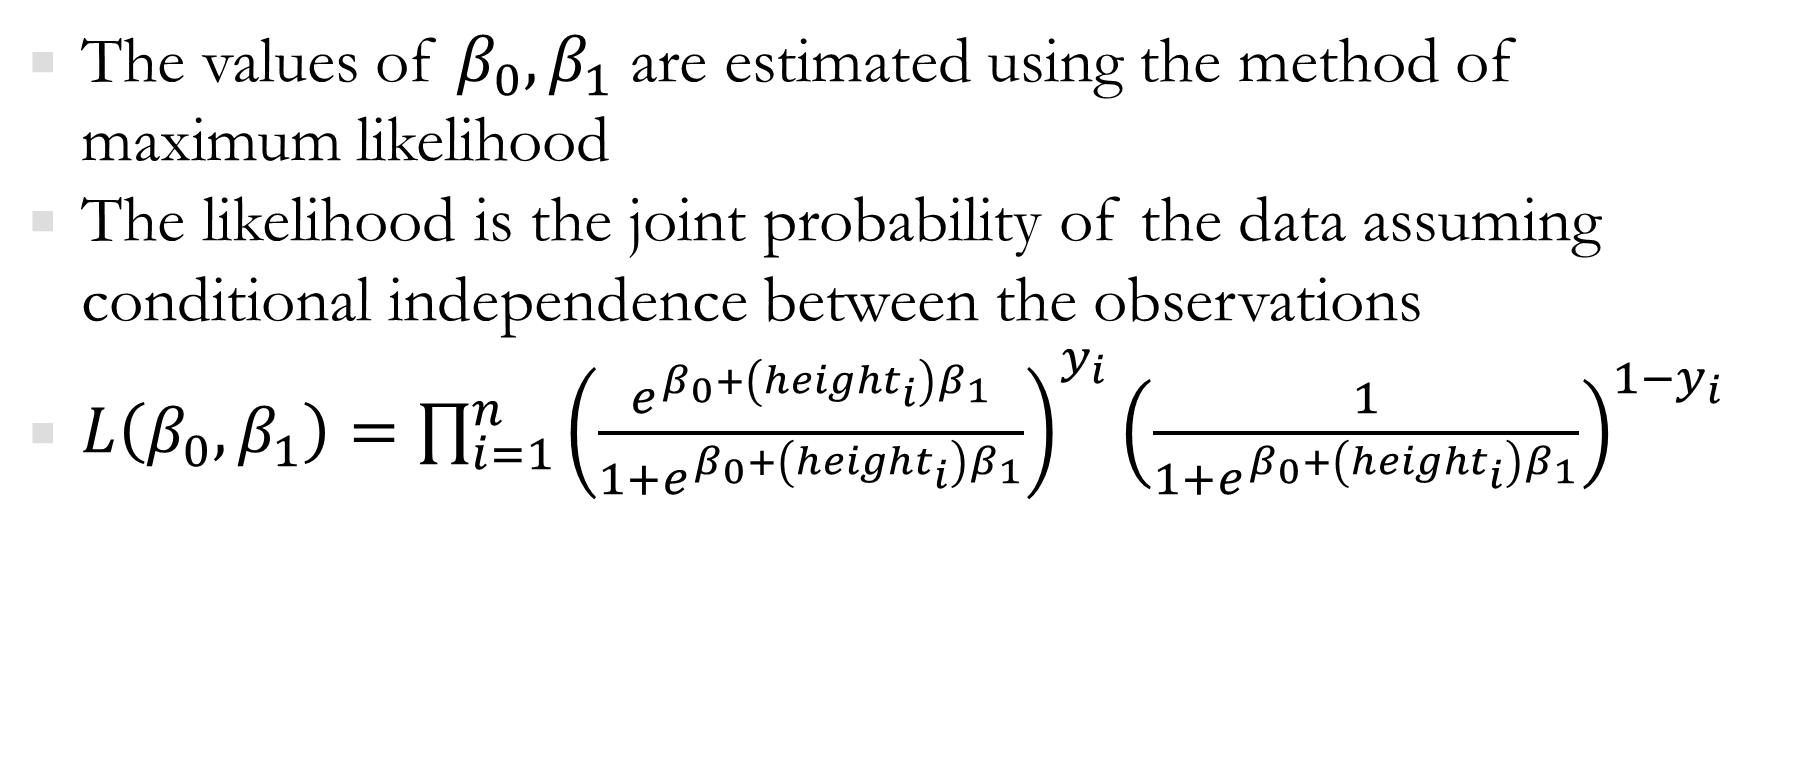 ▪ The values of β₀, β₁ are estimated using the method of
maximum likelihood
▪ The likelihood is the joint probability of the data assuming
conditional independence between the observations
▪ L(β₀, β₁) = ∏ᵢ₌₁ⁿ (e^(β₀+(heightᵢ)β₁) / (1+e^(β₀+(heightᵢ)β₁)))^(yᵢ) (1 / (1+e^(β₀+(heightᵢ)β₁)))^(1−yᵢ)